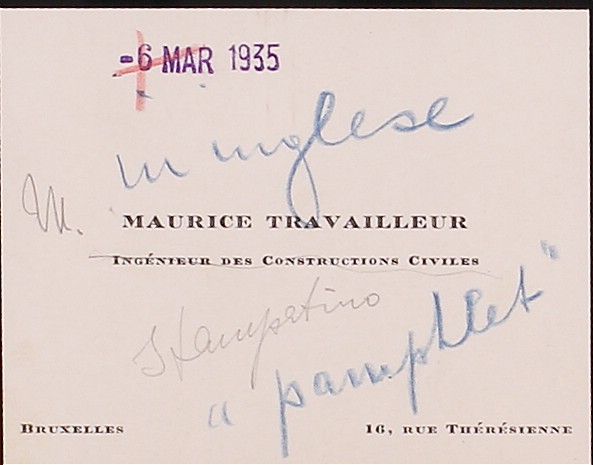 -6 MAR 1935
in inglese
M.
MAURICE TRAVAILLEUR
INGÉNIEUR DES CONSTRUCTIONS CIVILES
Stampatino
"pamphlet"
BRUXELLES
16, RUE THÉRÉSIENNE